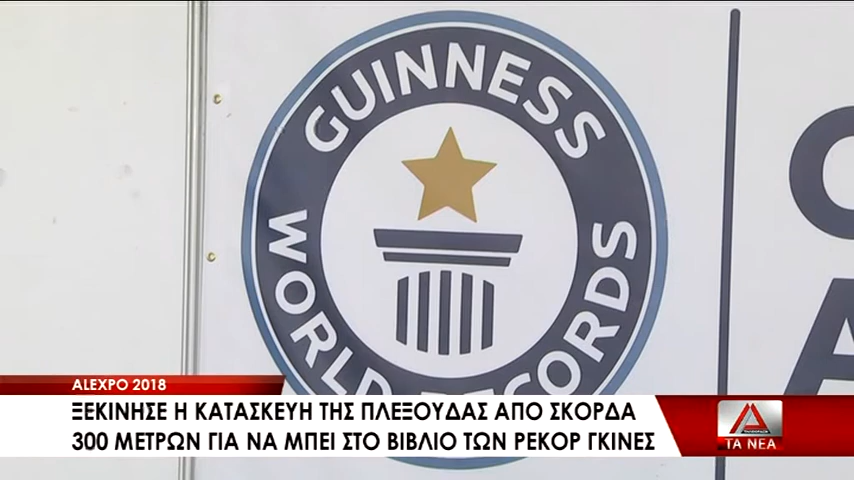 GUINNESS
WORLD RECORDS
ALEXPO 2018
ΞΕΚΙΝΗΣΕ Η ΚΑΤΑΣΚΕΥΗ ΤΗΣ ΠΛΕΞΟΥΔΑΣ ΑΠΟ ΣΚΟΡΔΑ
300 ΜΕΤΡΩΝ ΓΙΑ ΝΑ ΜΠΕΙ ΣΤΟ ΒΙΒΛΙΟ ΤΩΝ ΡΕΚΟΡ ΓΚΙΝΕΣ
ΤΑ ΝΕΑ